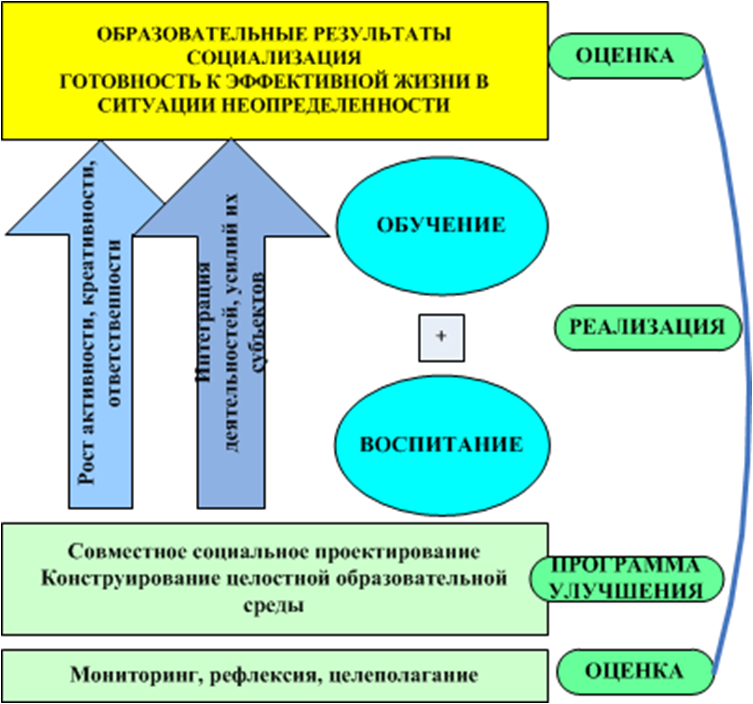 ОБРАЗОВАТЕЛЬНЫЕ РЕЗУЛЬТАТЫ
СОЦИАЛИЗАЦИЯ
ГОТОВНОСТЬ К ЭФФЕКТИВНОЙ ЖИЗНИ В
СИТУАЦИИ НЕОПРЕДЕЛЕННОСТИ
ОЦЕНКА
Рост активности, креативности,
ответственности
Интеграция
деятельностей, усилий их
субъектов
ОБУЧЕНИЕ
+
ВОСПИТАНИЕ
РЕАЛИЗАЦИЯ
Совместное социальное проектирование
Конструирование целостной образовательной
среды
ПРОГРАММА
УЛУЧШЕНИЯ
Мониторинг, рефлексия, целеполагание
ОЦЕНКА